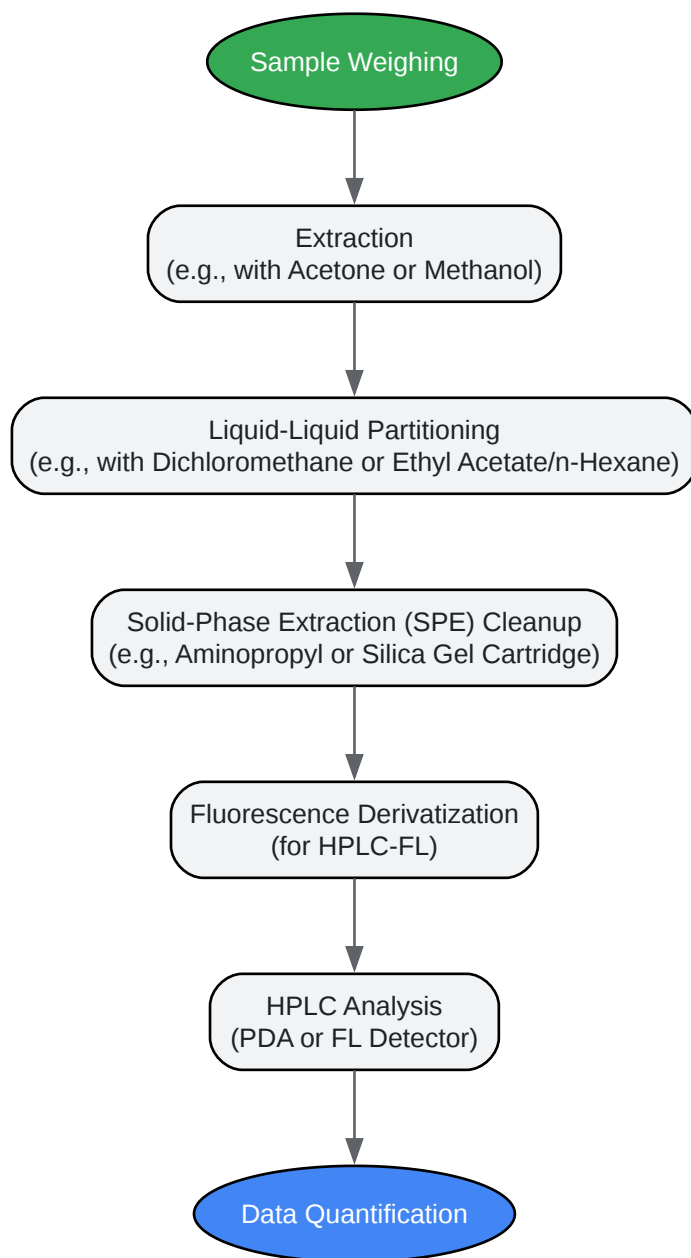 Sample Weighing
Extraction
(e.g., with Acetone or Methanol)
Liquid-Liquid Partitioning
(e.g., with Dichloromethane or Ethyl Acetate/n-Hexane)
Solid-Phase Extraction (SPE) Cleanup
(e.g., Aminopropyl or Silica Gel Cartridge)
Fluorescence Derivatization
(for HPLC-FL)
HPLC Analysis
(PDA or FL Detector)
Data Quantification